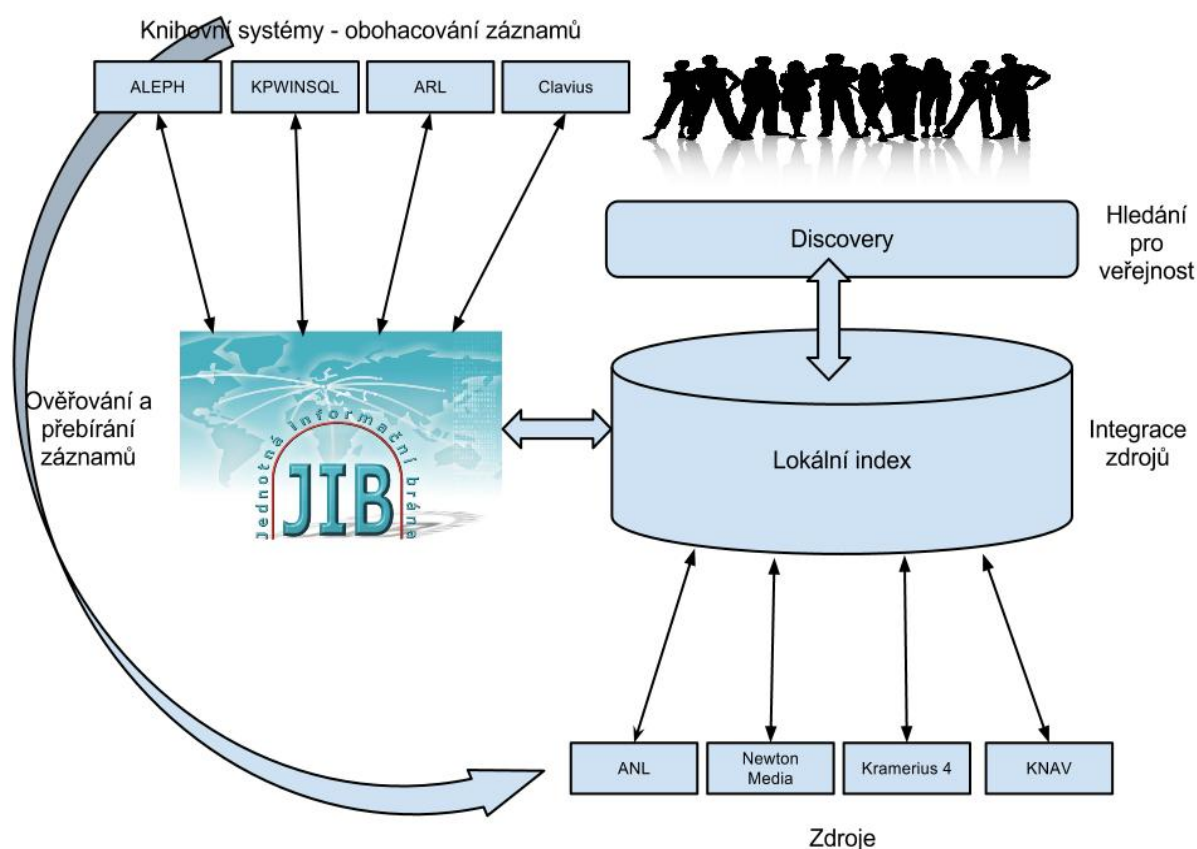 Knihovní systémy - obohacování záznamů
ALEPH
KPWINSQL
ARL
Clavius
Discovery
Hledání
pro
veřejnost
Ověřování a
přebírání
záznamů
Jednotná informační brána
JIB
Lokální index
Integrace
zdrojů
ANL
Newton
Media
Kramerius 4
KNAV
Zdroje